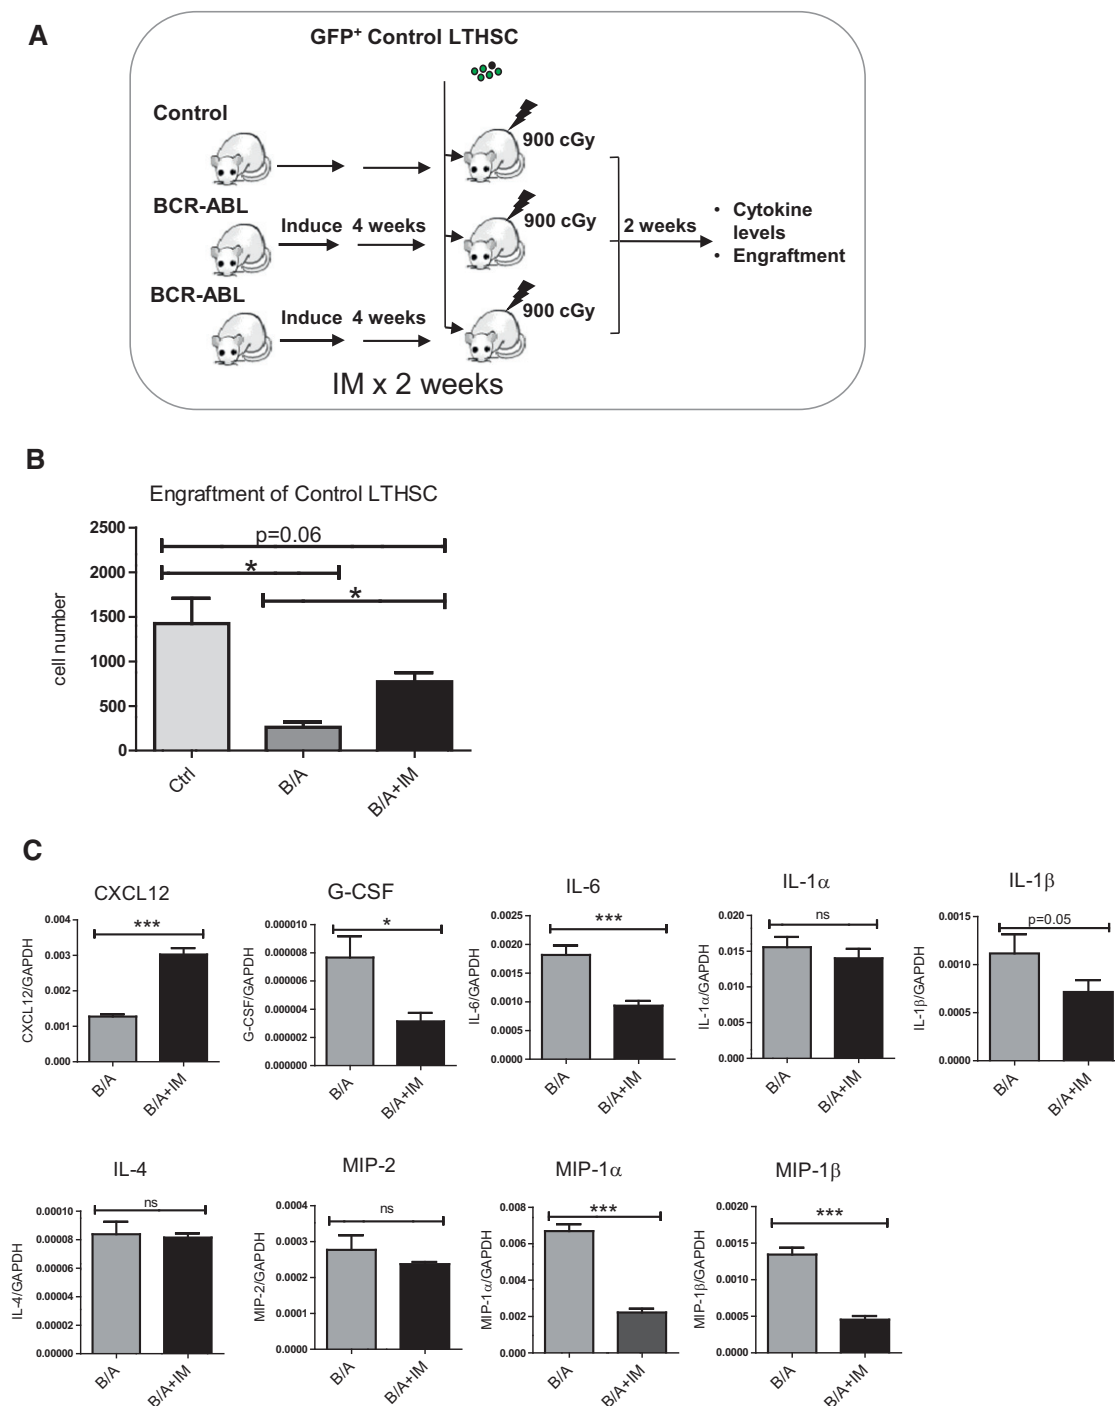 A
GFP+ Control LTHSC
Control
900 cGy
BCR-ABL
Induce 4 weeks
900 cGy
2 weeks
• Cytokine
levels
• Engraftment
BCR-ABL
Induce 4 weeks
900 cGy
IM x 2 weeks
B
Engraftment of Control LTHSC
cell number
2500
2000
1500
1000
500
0
p=0.06
*
*
Ctrl
B/A
B/A+IM
C
CXCL12
CXCL12/GAPDH
0.004
0.003
0.002
0.001
0.000
***
B/A
B/A+IM
G-CSF
G-CSF/GAPDH
0.000010
0.000008
0.000006
0.000004
0.000002
0.000000
*
B/A
B/A+IM
IL-6
IL-6/GAPDH
0.0025
0.0020
0.0015
0.0010
0.0005
0.0000
***
B/A
B/A+IM
IL-1α
IL-1α/GAPDH
0.020
0.015
0.010
0.005
0.000
ns
B/A
B/A+IM
IL-1β
IL-1β/GAPDH
0.0015
0.0010
0.0005
0.0000
p=0.05
B/A
B/A+IM
IL-4
IL-4/GAPDH
0.00010
0.00008
0.00006
0.00004
0.00002
0.00000
ns
B/A
B/A+IM
MIP-2
MIP-2/GAPDH
0.0004
0.0003
0.0002
0.0001
0.0000
ns
B/A
B/A+IM
MIP-1α
MIP-1α/GAPDH
0.008
0.006
0.004
0.002
0.000
***
B/A
B/A+IM
MIP-1β
MIP-1β/GAPDH
0.0020
0.0015
0.0010
0.0005
0.0000
***
B/A
B/A+IM